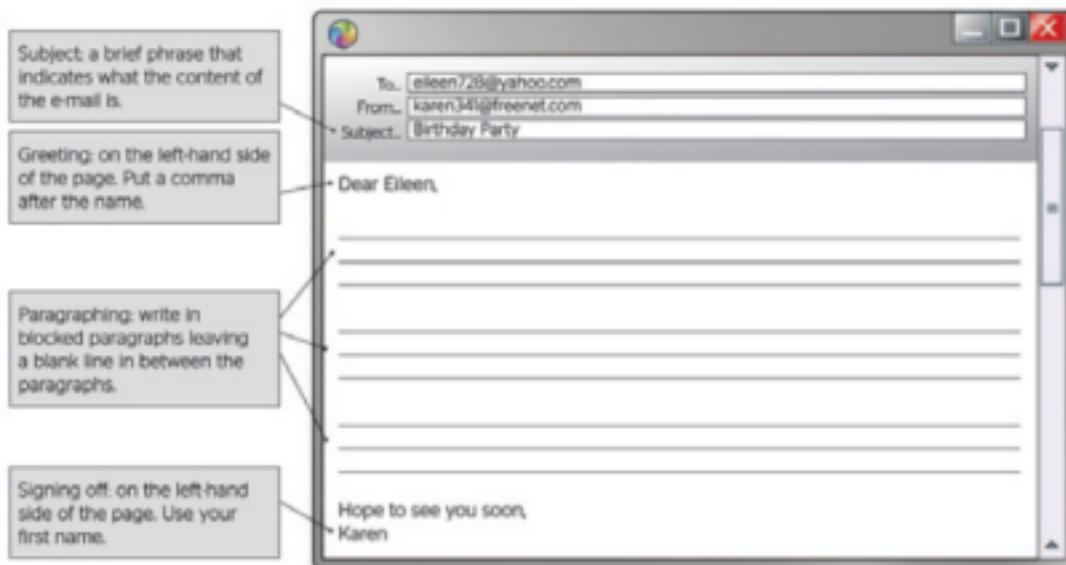 Subject: a brief phrase that
indicates what the content of
the e-mail is.
Greeting: on the left-hand side
of the page. Put a comma
after the name.
Paragraphing: write in
blocked paragraphs leaving
a blank line in between the
paragraphs.
Signing off: on the left-hand
side of the page. Use your
first name.
To... eileen728@yahoo.com
From... karen341@freenet.com
Subject... Birthday Party
Dear Eileen,
Hope to see you soon,
Karen